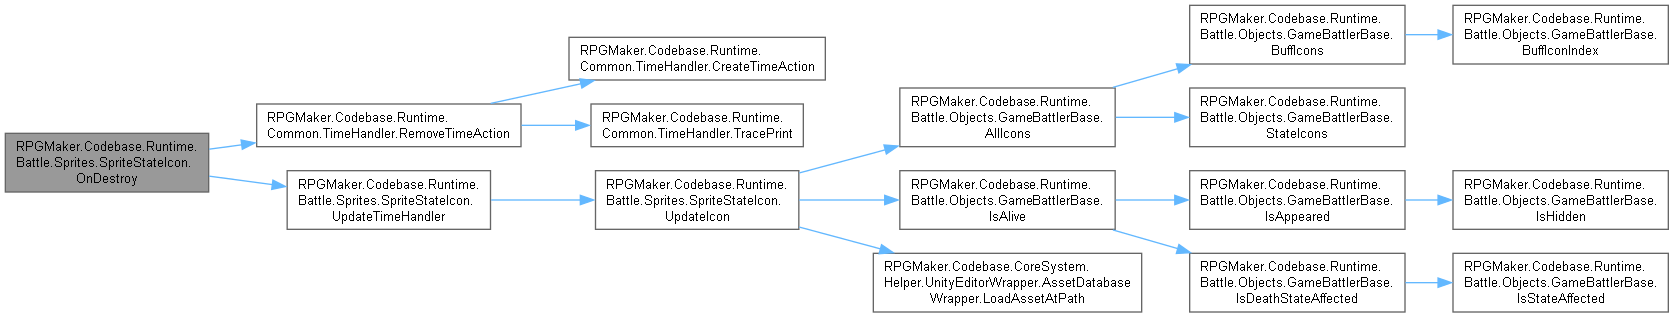 RPGMaker.Codebase.Runtime.
Battle.Sprites.SpriteStateIcon.
OnDestroy
RPGMaker.Codebase.Runtime.
Common.TimeHandler.RemoveTimeAction
RPGMaker.Codebase.Runtime.
Battle.Sprites.SpriteStateIcon.
UpdateTimeHandler
RPGMaker.Codebase.Runtime.
Common.TimeHandler.CreateTimeAction
RPGMaker.Codebase.Runtime.
Common.TimeHandler.TracePrint
RPGMaker.Codebase.Runtime.
Battle.Sprites.SpriteStateIcon.
UpdateIcon
RPGMaker.Codebase.Runtime.
Battle.Objects.GameBattlerBase.
AllIcons
RPGMaker.Codebase.Runtime.
Battle.Objects.GameBattlerBase.
IsAlive
RPGMaker.Codebase.CoreSystem.
Helper.UnityEditorWrapper.AssetDatabase
Wrapper.LoadAssetAtPath
RPGMaker.Codebase.Runtime.
Battle.Objects.GameBattlerBase.
BuffIcons
RPGMaker.Codebase.Runtime.
Battle.Objects.GameBattlerBase.
StateIcons
RPGMaker.Codebase.Runtime.
Battle.Objects.GameBattlerBase.
IsAppeared
RPGMaker.Codebase.Runtime.
Battle.Objects.GameBattlerBase.
IsDeathStateAffected
RPGMaker.Codebase.Runtime.
Battle.Objects.GameBattlerBase.
BuffIconIndex
RPGMaker.Codebase.Runtime.
Battle.Objects.GameBattlerBase.
IsHidden
RPGMaker.Codebase.Runtime.
Battle.Objects.GameBattlerBase.
IsStateAffected